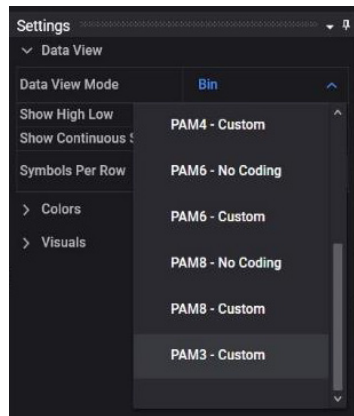 Settings
Data View
Data View Mode Bin
Show High Low
PAM4 - Custom
Show Continuous S
Symbols Per Row
PAM6 - No Coding
Colors
PAM6 - Custom
Visuals
PAM8 - No Coding
PAM8 - Custom
PAM3 - Custom